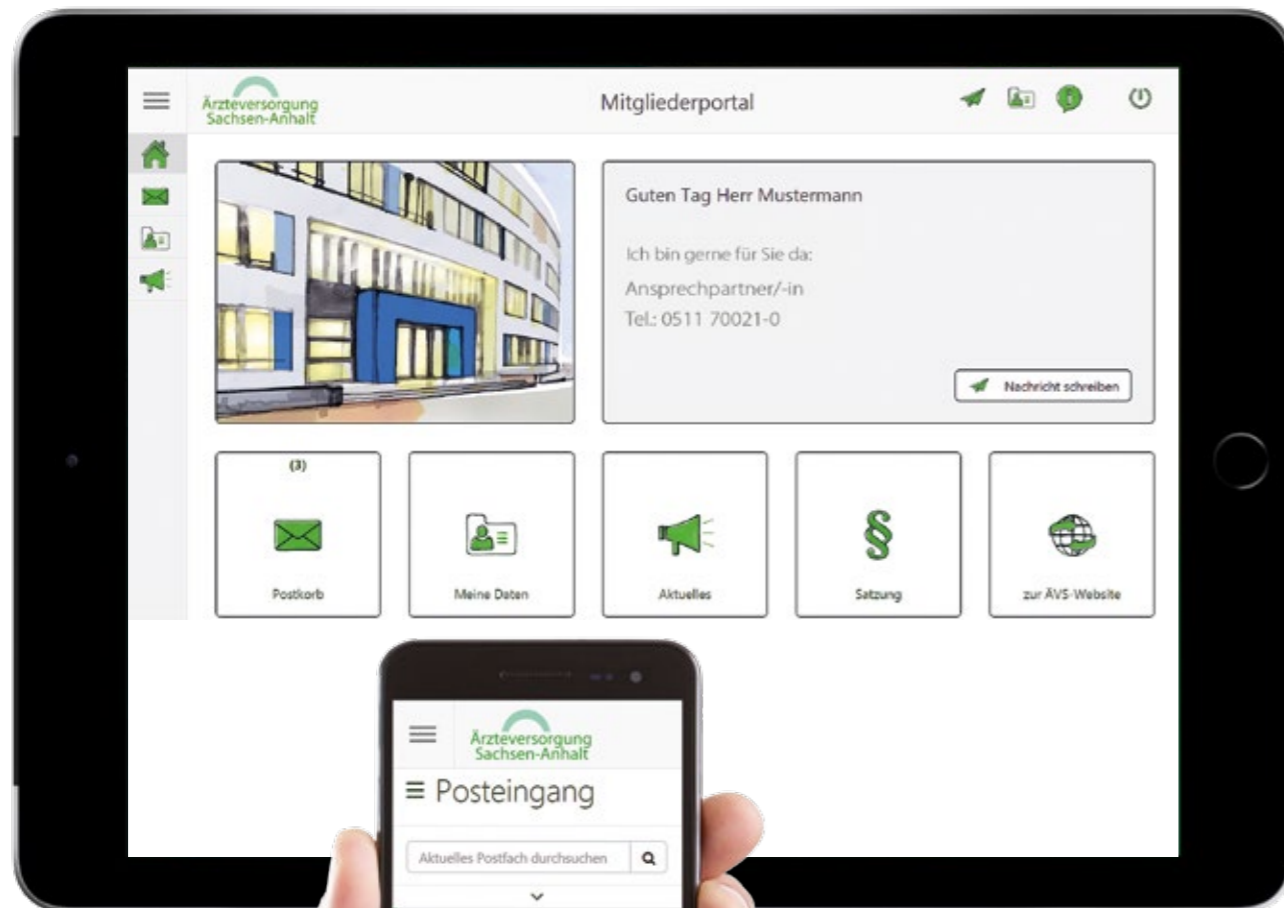 Ärzteversorgung
Sachsen-Anhalt
Mitgliederportal
Guten Tag Herr Mustermann
Ich bin gerne für Sie da:
Ansprechpartner/-in
Tel.: 0511 70021-0
Nachricht schreiben
(3)
Postkorb
Meine Daten
Aktuelles
Satzung
zur ÄVS-Website
Ärzteversorgung
Sachsen-Anhalt
Posteingang
Aktuelles Postfach durchsuchen